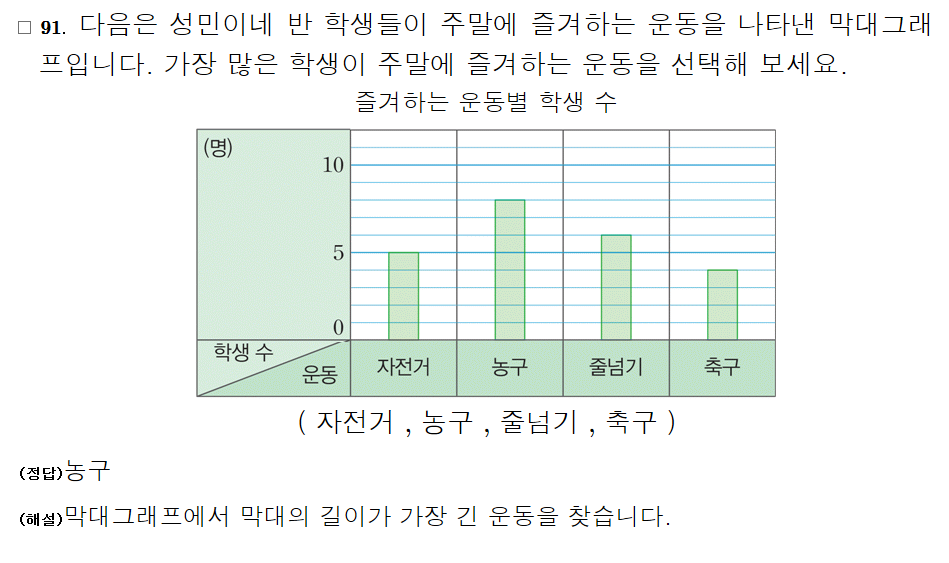 □ 91. 다음은 성민이네 반 학생들이 주말에 즐겨하는 운동을 나타낸 막대그래
프입니다. 가장 많은 학생이 주말에 즐겨하는 운동을 선택해 보세요.
즐겨하는 운동별 학생 수
(명)
10
5
0
학생 수
운동
자전거 농구 줄넘기 축구
( 자전거 , 농구 , 줄넘기 , 축구 )
(정답)농구
(해설)막대그래프에서 막대의 길이가 가장 긴 운동을 찾습니다.